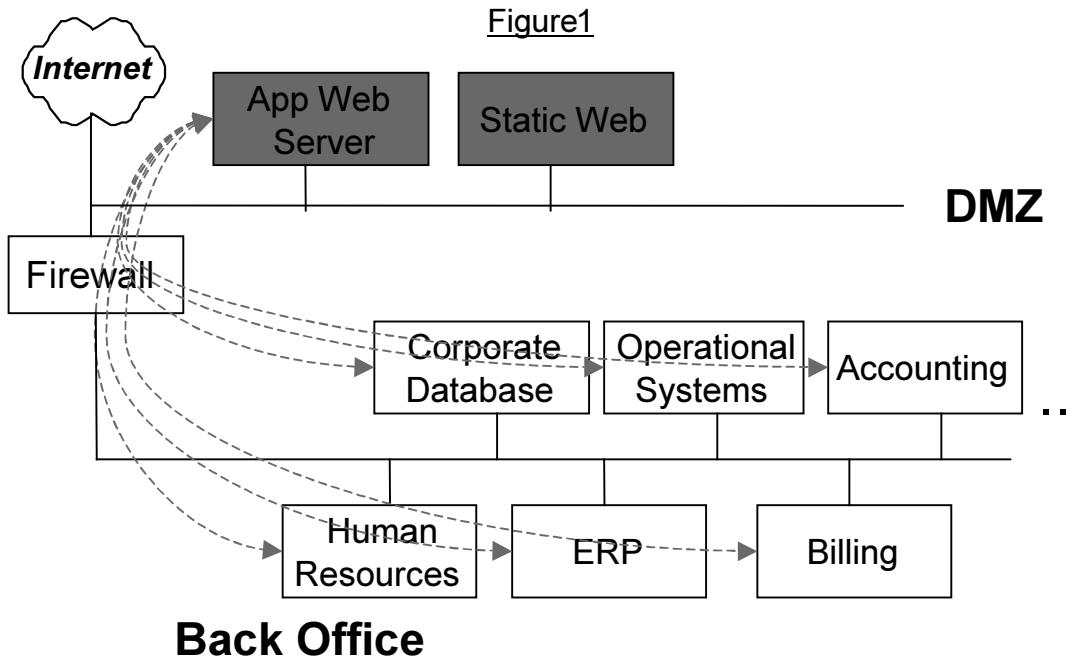 Figure1
Internet
App Web
Server
Static Web
DMZ
Firewall
Corporate
Database
Operational
Systems
Accounting
..
Human
Resources
ERP
Billing
Back Office